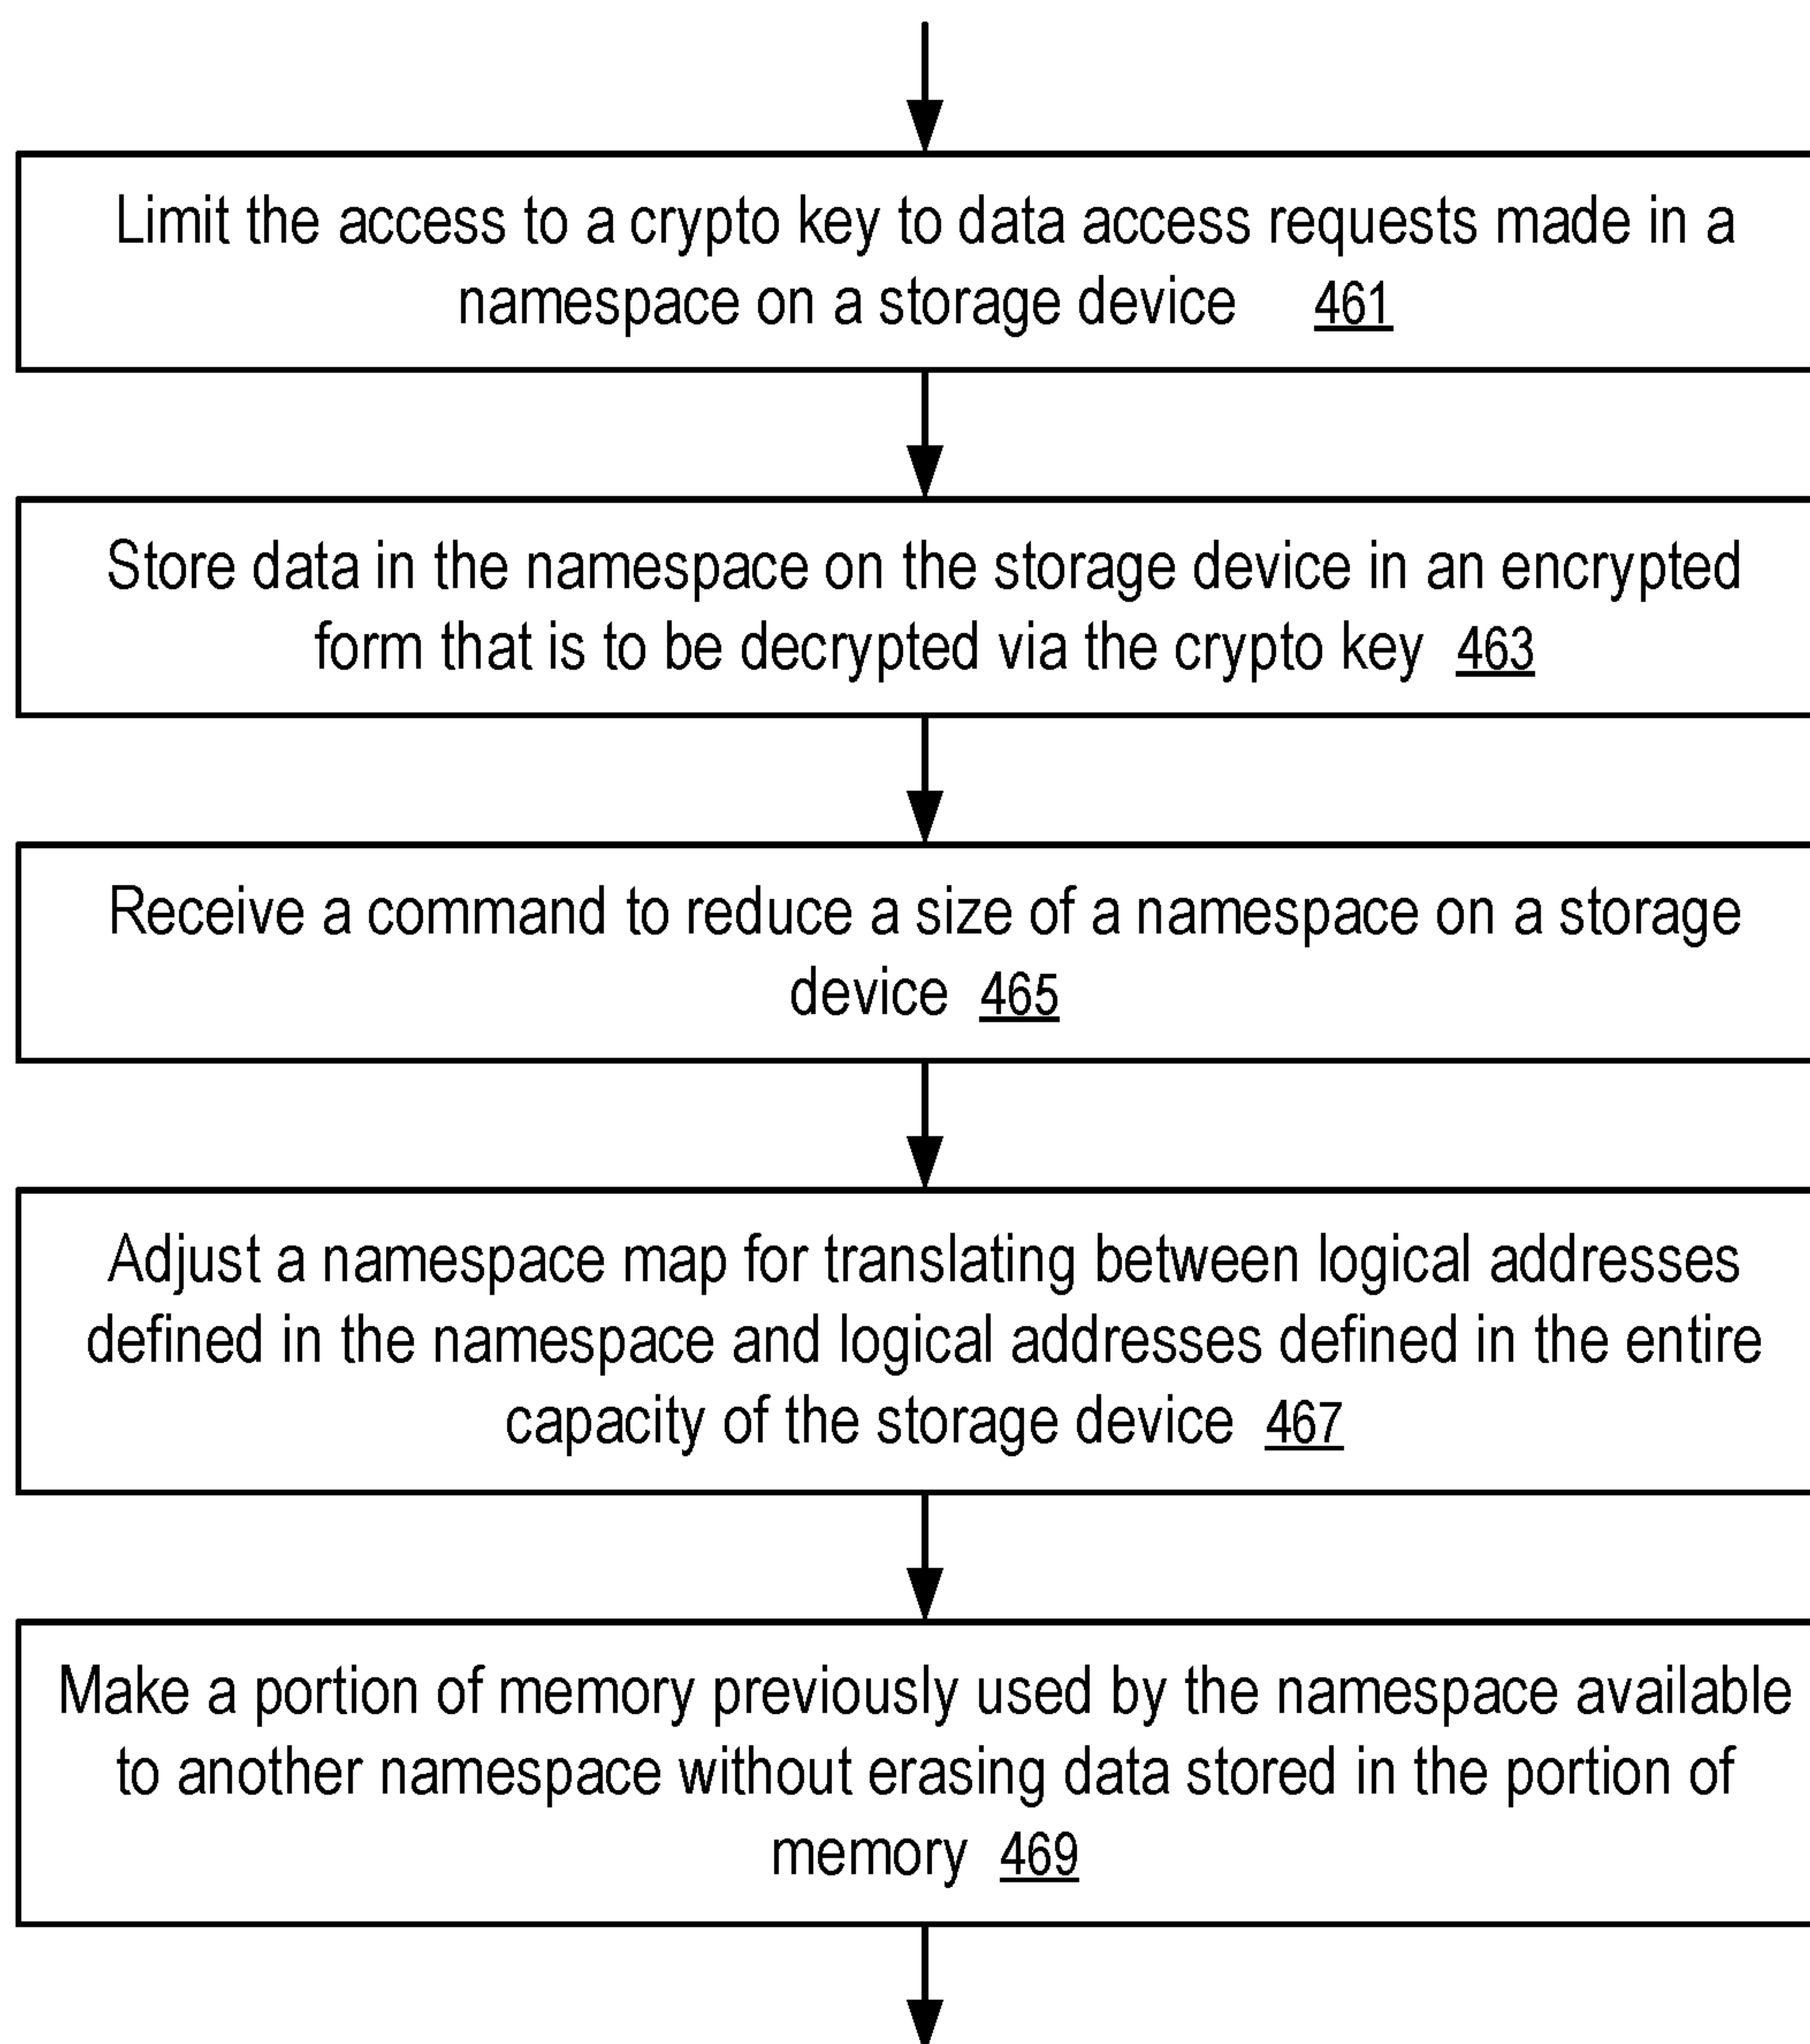 Limit the access to a crypto key to data access requests made in a
namespace on a storage device 461
Store data in the namespace on the storage device in an encrypted
form that is to be decrypted via the crypto key 463
Receive a command to reduce a size of a namespace on a storage
device 465
Adjust a namespace map for translating between logical addresses
defined in the namespace and logical addresses defined in the entire
capacity of the storage device 467
Make a portion of memory previously used by the namespace available
to another namespace without erasing data stored in the portion of
memory 469